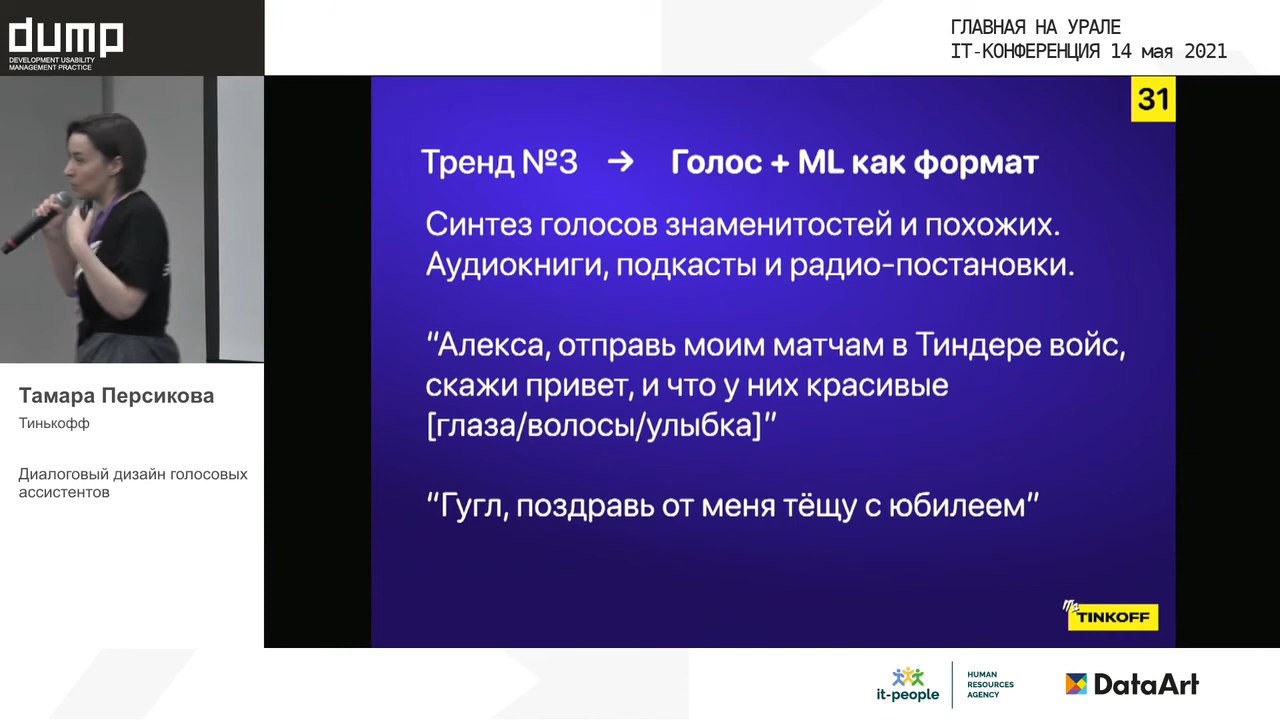 dump
DEVELOPMENT USABILITY
MANAGEMENT PRACTICE
ГЛАВНАЯ НА УРАЛЕ
IT-КОНФЕРЕНЦИЯ 14 мая 2021
31
Тренд №3 → Голос + ML как формат
Синтез голосов знаменитостей и похожих.
Аудиокниги, подкасты и радио-постановки.
“Алекса, отправь моим матчам в Тиндере войс,
скажи привет, и что у них красивые
[глаза/волосы/улыбка]”
“Гугл, поздравь от меня тёщу с юбилеем”
TINKOFF
Тамара Персикова
Тинькофф
Диалоговый дизайн голосовых
ассистентов
it-people
HUMAN
RESOURCES
AGENCY
DataArt